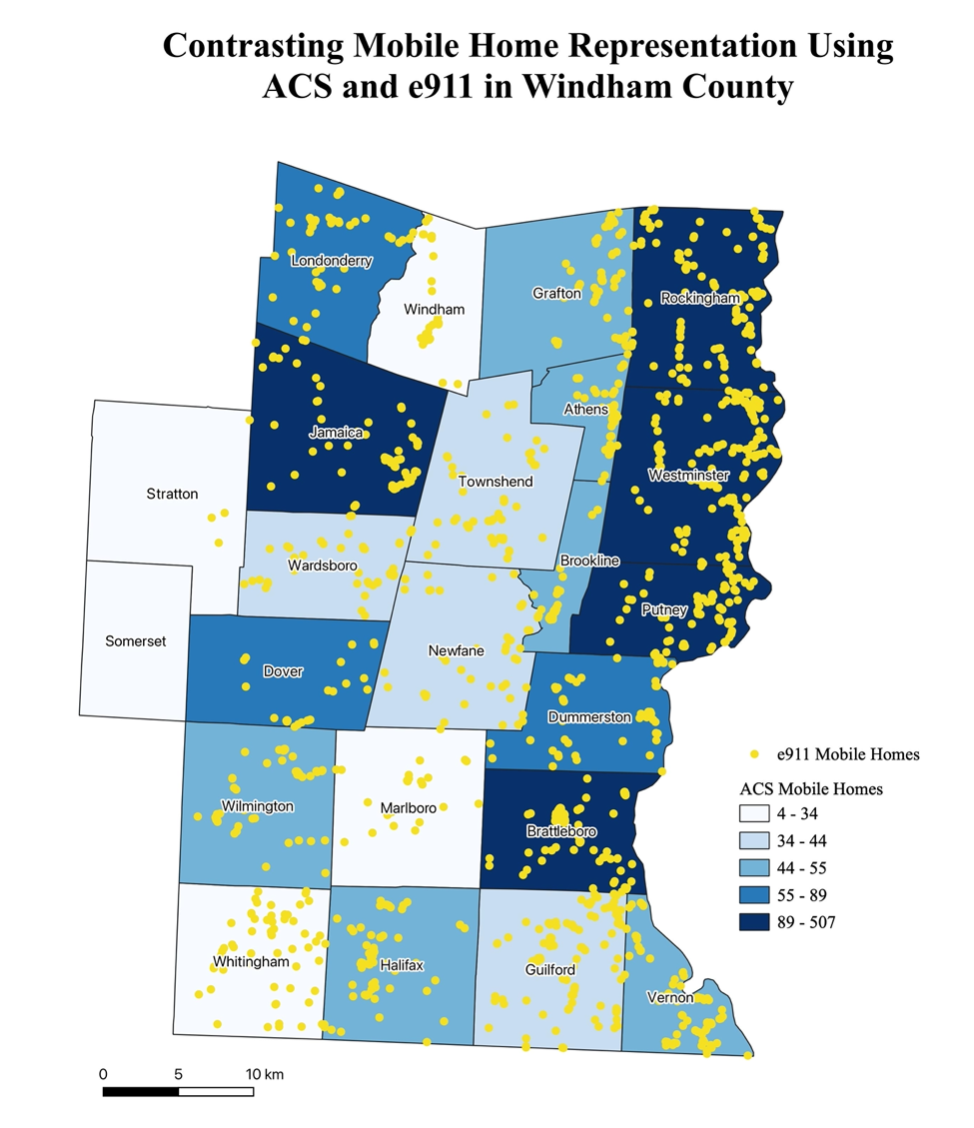 Contrasting Mobile Home Representation Using
ACS and e911 in Windham County
Londonderry
Windham
Grafton
Rockingham
Athens
Jamaica
Townshend
Westminster
Stratton
Brookline
Wardsboro
Putney
Somerset
Newfane
Dover
Dummerston
e911 Mobile Homes
ACS Mobile Homes
4 - 34
34 - 44
44 - 55
55 - 89
89 - 507
Wilmington
Marlboro
Brattleboro
Whitingham
Halifax
Guilford
Vernon
0 5 10 km